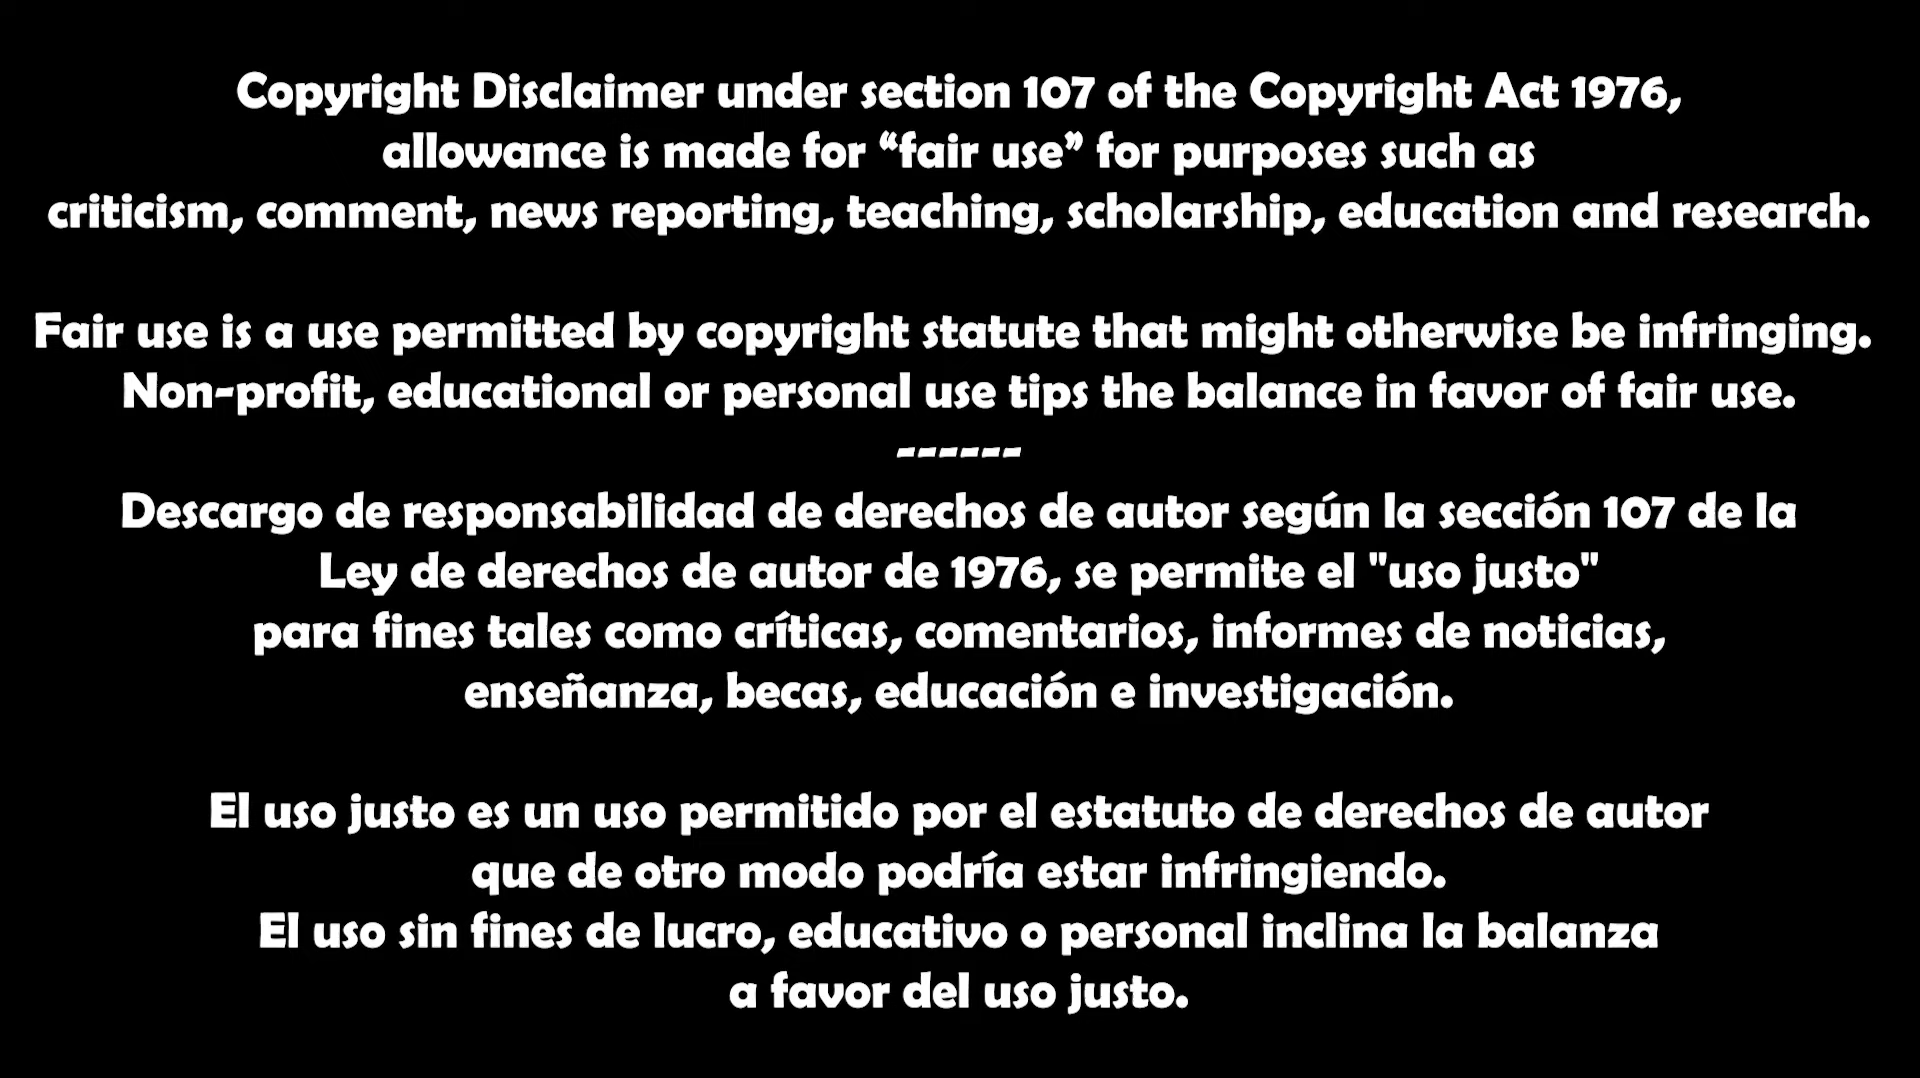 Copyright Disclaimer under section 107 of the Copyright Act 1976,
allowance is made for “fair use” for purposes such as
criticism, comment, news reporting, teaching, scholarship, education and research.
Fair use is a use permitted by copyright statute that might otherwise be infringing.
Non-profit, educational or personal use tips the balance in favor of fair use.
------
Descargo de responsabilidad de derechos de autor según la sección 107 de la
Ley de derechos de autor de 1976, se permite el "uso justo"
para fines tales como críticas, comentarios, informes de noticias,
enseñanza, becas, educación e investigación.
El uso justo es un uso permitido por el estatuto de derechos de autor
que de otro modo podría estar infringiendo.
El uso sin fines de lucro, educativo o personal inclina la balanza
a favor del uso justo.